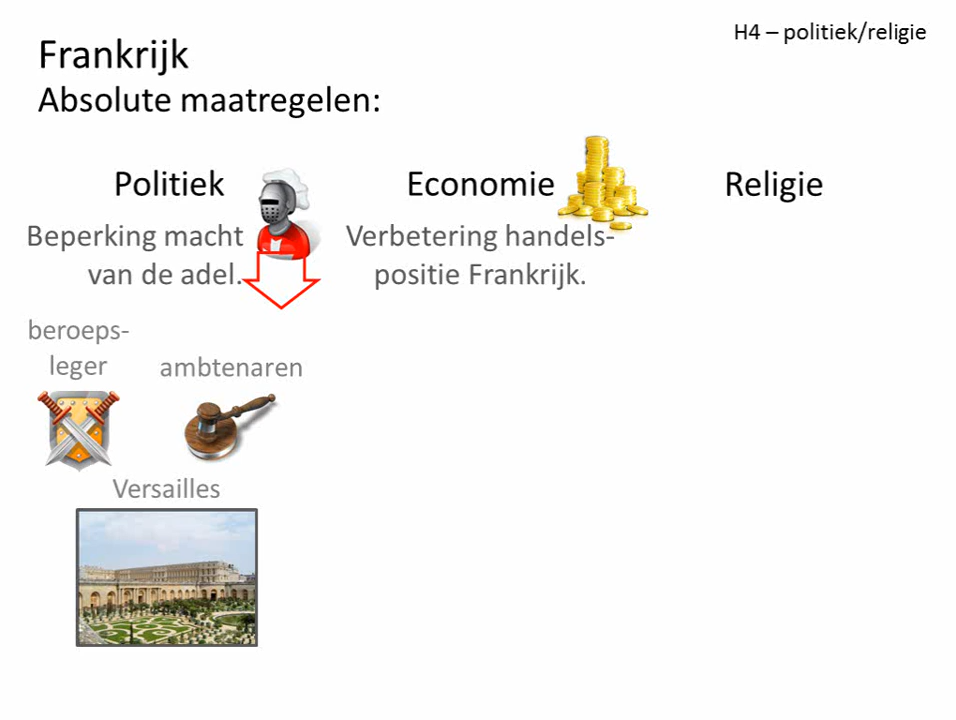 H4 – politiek/religie
Frankrijk
Absolute maatregelen:
Politiek
Economie
Religie
Beperking macht
van de adel.
Verbetering handels-
positie Frankrijk.
beroeps-
leger
ambtenaren
Versailles